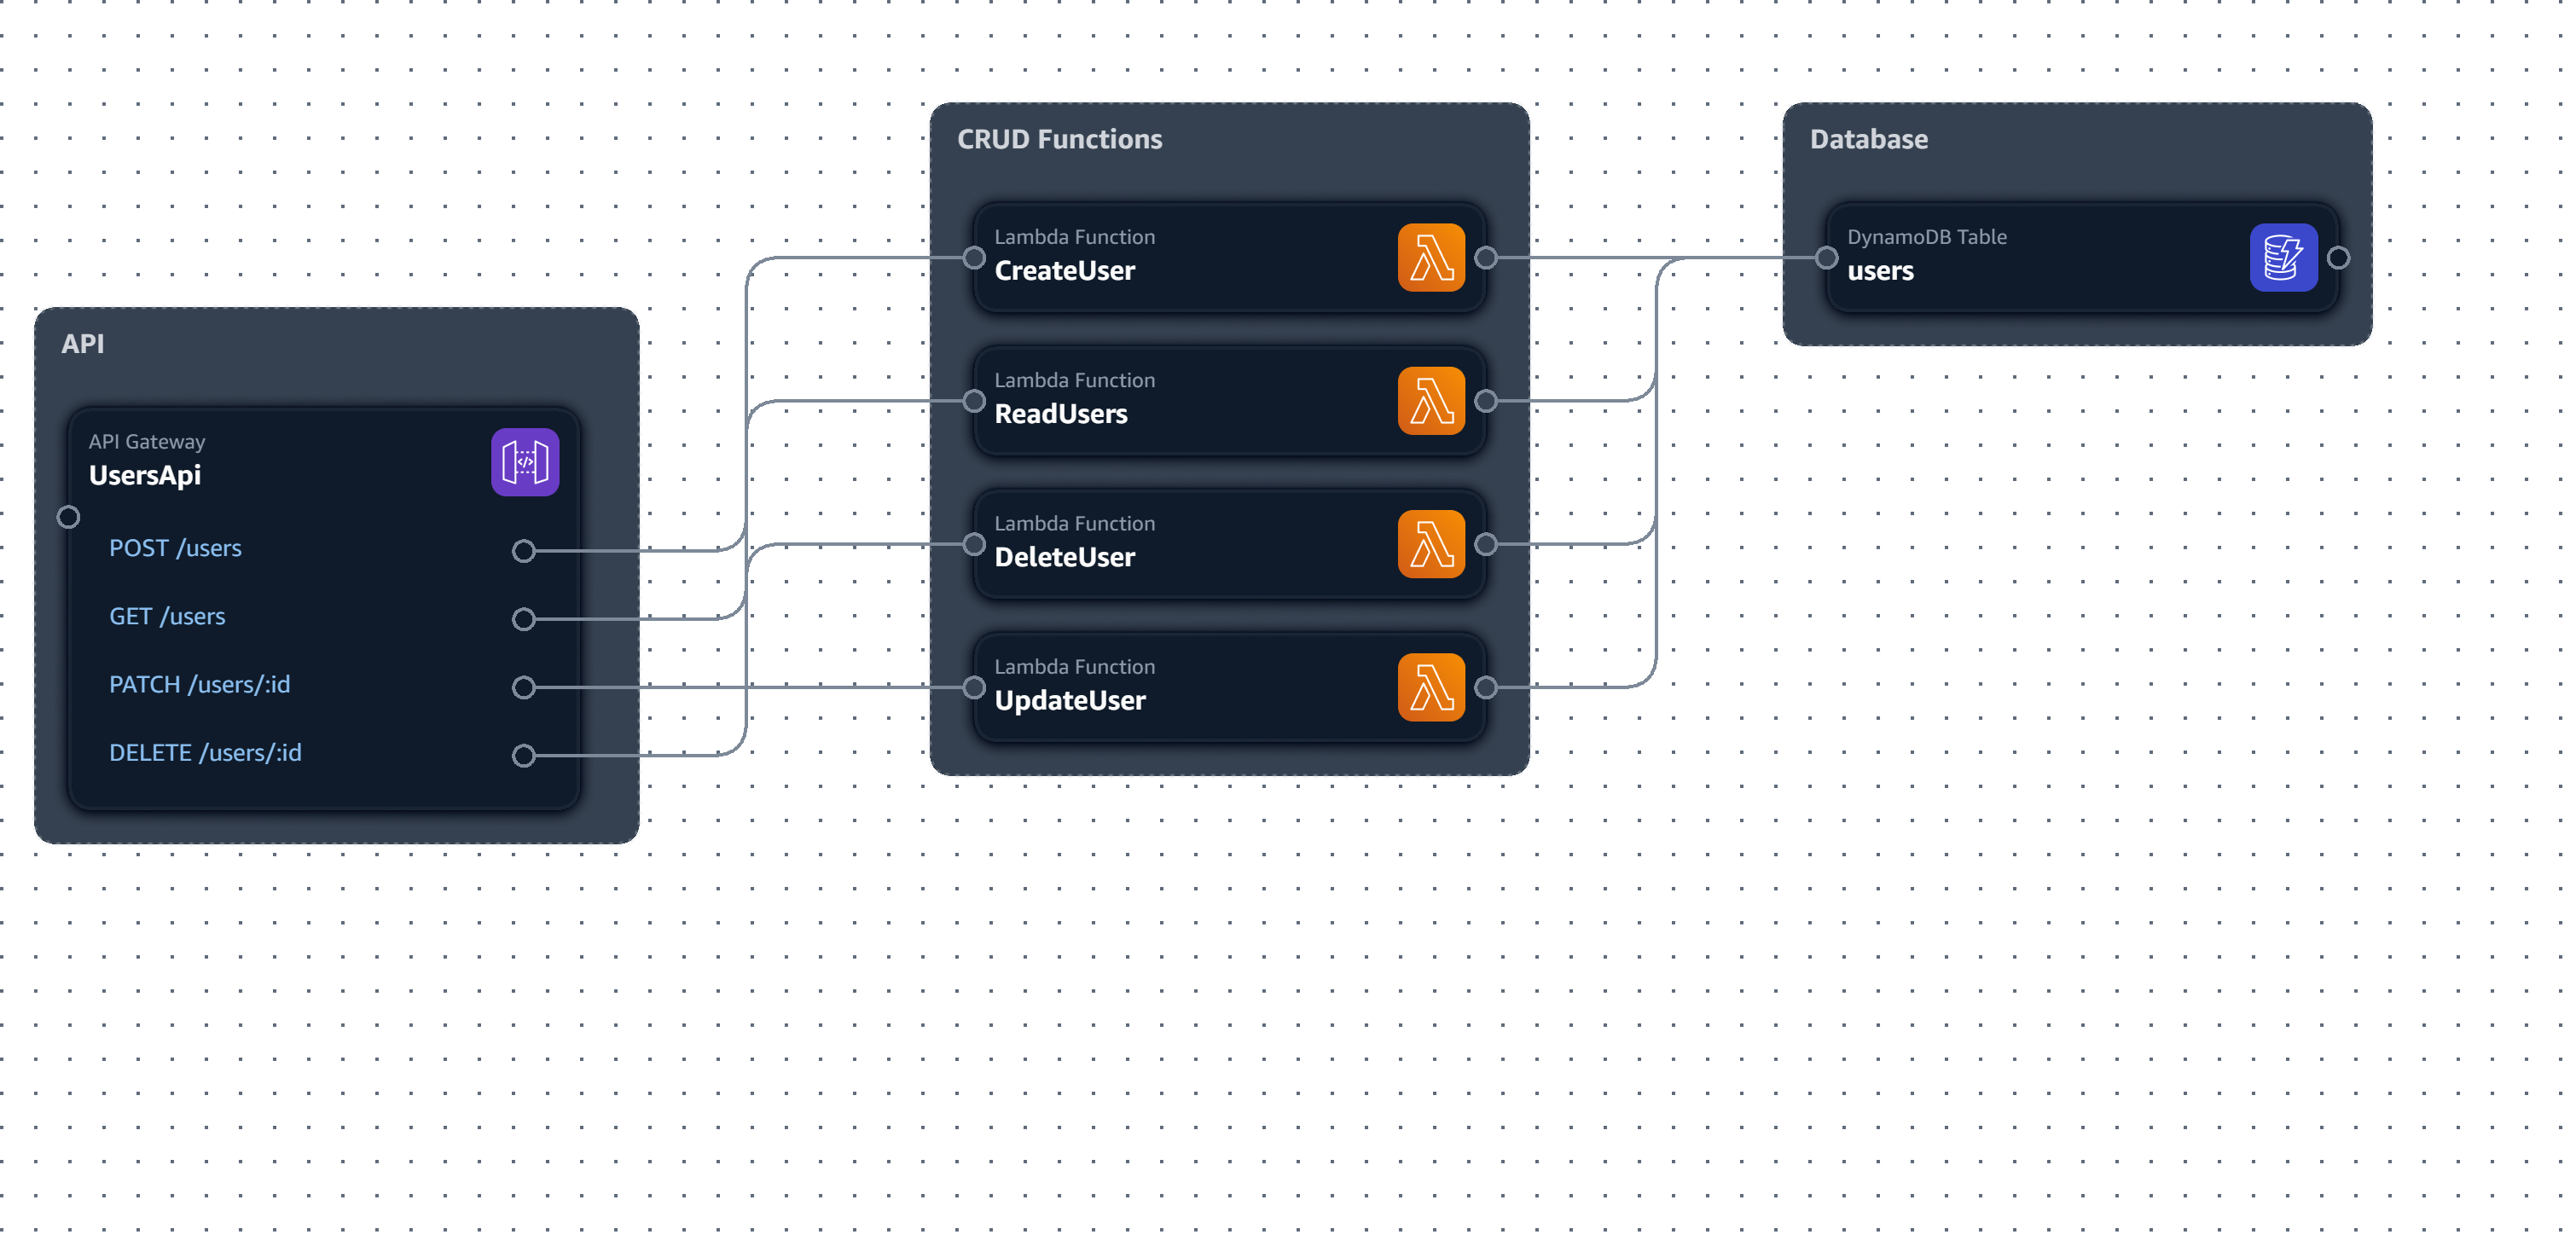 API
API Gateway
UsersApi
POST /users
GET /users
PATCH /users/:id
DELETE /users/:id
CRUD Functions
Lambda Function
CreateUser
Lambda Function
ReadUsers
Lambda Function
DeleteUser
Lambda Function
UpdateUser
Database
DynamoDB Table
users